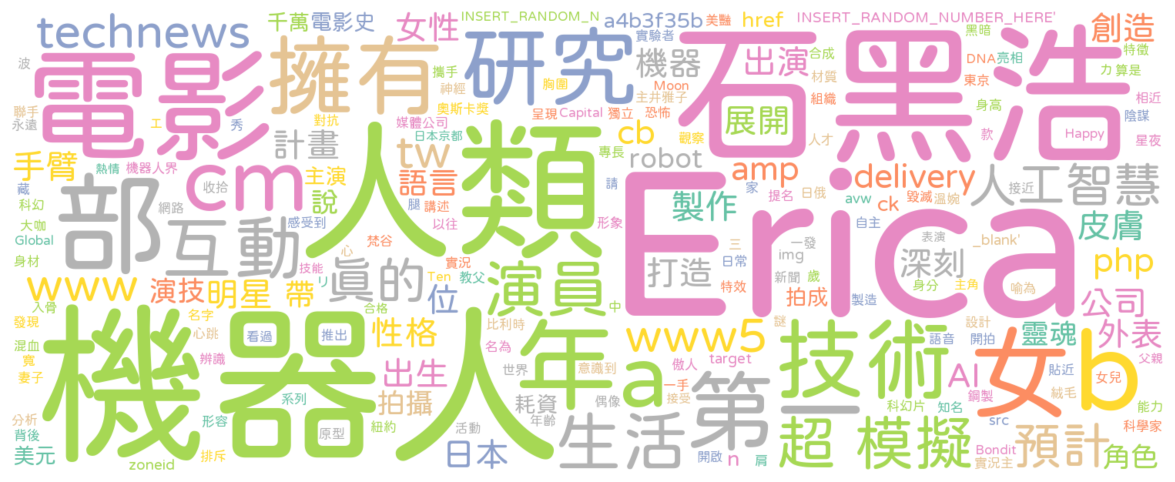 千萬 電影史 女性 INSERT_RANDOM_N a4b3f35b 美豔 href INSERT_RANDOM_NUMBER_HERE' 創造
technews 電影 擁有 研究 實驗者 機器 出演 石黑浩 黑暗 特徵
波 攜手 神經 胸圍 Moon 合成 材質 DNA 亮相 力 算是
聯手 永遠 工 秀 對抗 奧斯卡獎 呈現 Capital 獨立 恐怖 主井雅子 組織 展開 東京 身高 相近 陰謀
手臂 熱情 機器人界 計畫 媒體公司 日本京都 人類 cb 觀察 人才 款 Happy 星夜
藏 科幻 部 cm 收拾 主演 tw 語言 專長 robot amp delivery 人工智慧 接近
大咖 網路 互動 說 腿 講述 請 製作 家 提名 日俄 ck 毀滅 溫婉 avw
Global 身材 感受到 梵谷 以往 形象 Erica 自主 皮膚
www 演技 技能 心 真的 實況 Ten 教父 演員 三 一發 img 打造 日常 表演 深刻 _blank' php
入骨 發現 明星 帶 リ 位 中 特效 新聞 歲 拍成 身分 主角 製造 喻為 公司
混血 名字 心跳 看過 推出 合格 性格 比利時 www5 謎 語音 設計 開拍 靈魂 外表
寬 妻子 辨識 機器人 出生 名為 年 傲人 target 技術 父親
系列 世界 意識到 a 一手 接受 第一 AI 鋼製 女 貼近 女兒 b
分析 背後 形容 原型 拍攝 紐約 耗資 年齡 偶像 科幻片 知名 絨毛 能力
美元 排斥 活動 生活 超 模擬 src 科學家
zoneid 日本 開啟 n 肩 Bondit 實況主 預計 角色